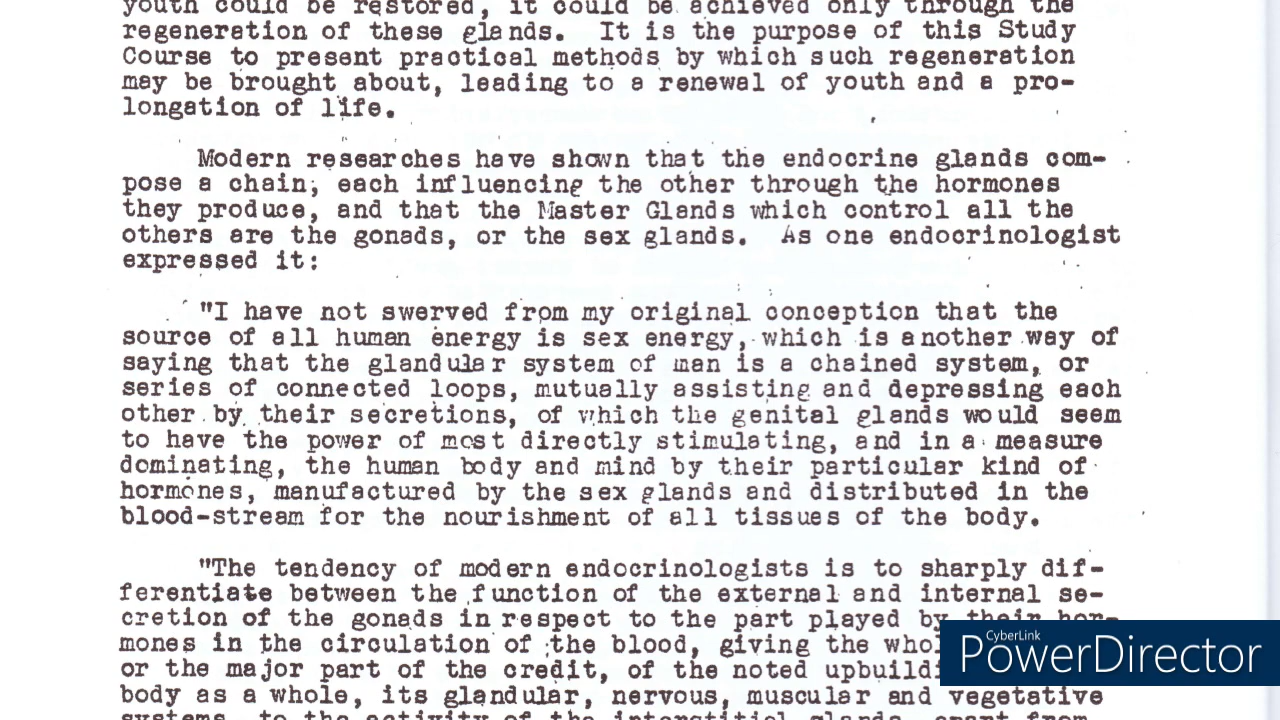 youth could be restored, it could be achieved only through the
regeneration of these glands. It is the purpose of this Study
Course to present practical methods by which such regeneration
may be brought about, leading to a renewal of youth and a pro-
longation of life.
Modern researches have shown that the endocrine glands com-
pose a chain, each influencing the other through the hormones
they produce, and that the Master Glands which control all the
others are the gonads, or the sex glands. As one endocrinologist
expressed it:
"I have not swerved from my original conception that the
source of all human energy is sex energy, which is another way of
saying that the glandular system of man is a chained system, or
series of connected loops, mutually assisting and depressing each
other by their secretions, of which the genital glands would seem
to have the power of most directly stimulating, and in a measure
dominating, the human body and mind by their particular kind of
hormones, manufactured by the sex glands and distributed in the
blood-stream for the nourishment of all tissues of the body.
"The tendency of modern endocrinologists is to sharply dif-
ferentiate between the function of the external and internal se-
cretion of the gonads in respect to the part played by their hor-
mones in the circulation of the blood, giving the
or the major part of the credit, of the noted
body as a whole, its glandular, nervous, muscular and vegetative
systems, to the activity of the interstitial glands, apart from
CyberLink
PowerDirector